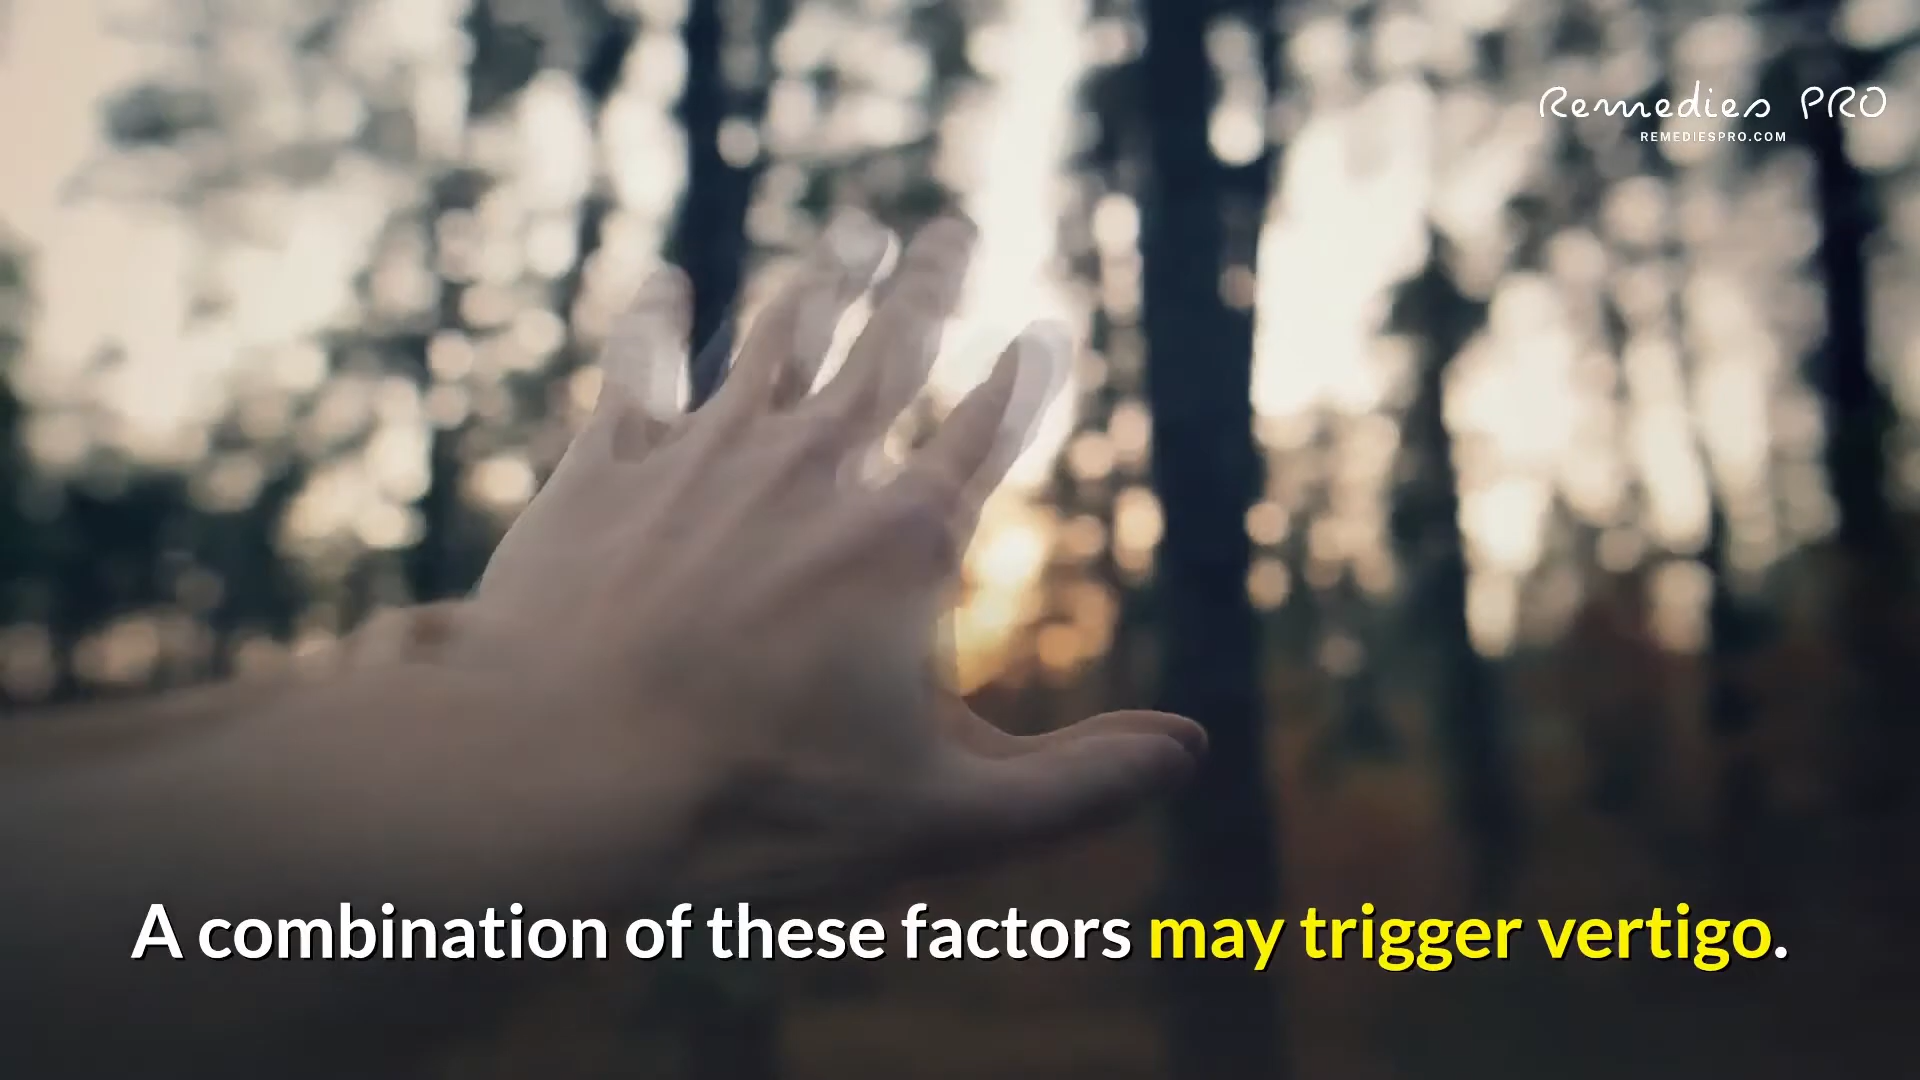 Remedies PRO
REMEDIESPRO.COM
A combination of these factors may trigger vertigo.